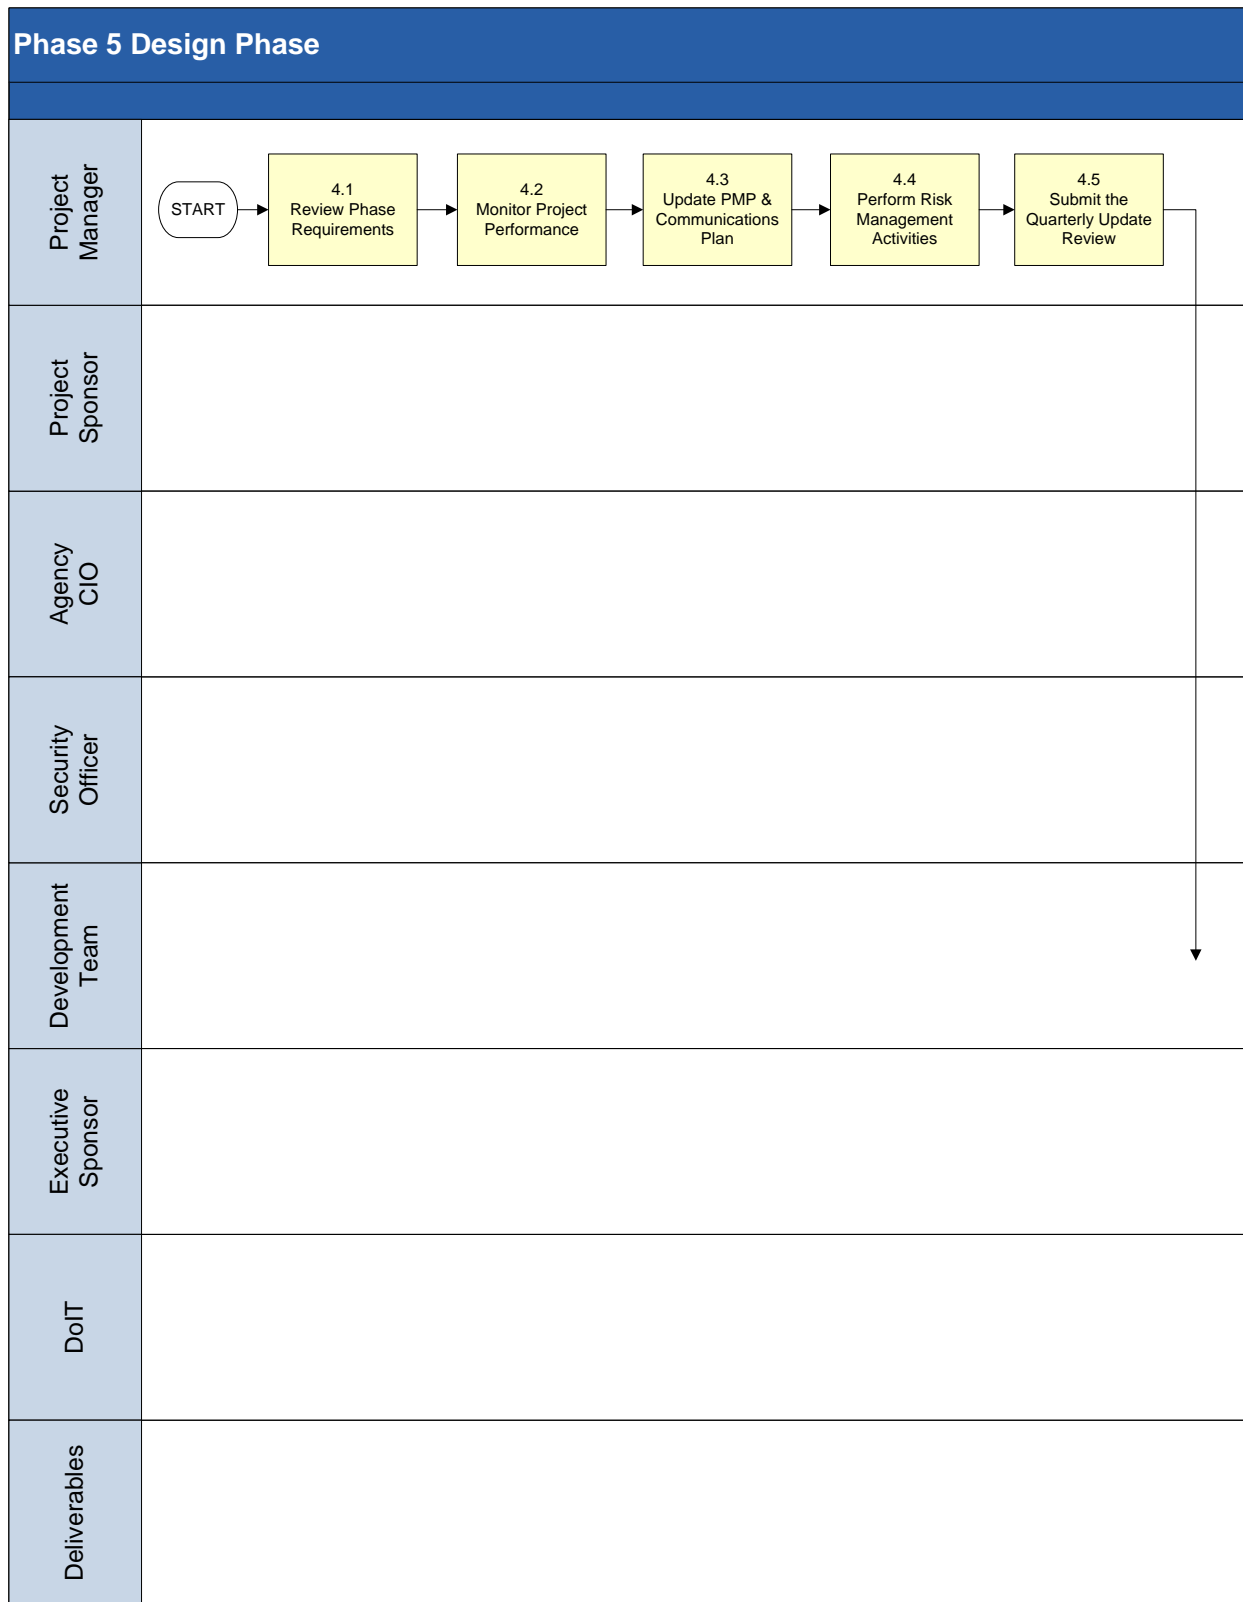 Phase 5 Design Phase
Project
Manager
START
4.1
Review Phase
Requirements
4.2
Monitor Project
Performance
4.3
Update PMP &
Communications
Plan
4.4
Perform Risk
Management
Activities
4.5
Submit the
Quarterly Update
Review
Project
Sponsor
Agency
CIO
Security
Officer
Development
Team
Executive
Sponsor
DoIT
Deliverables